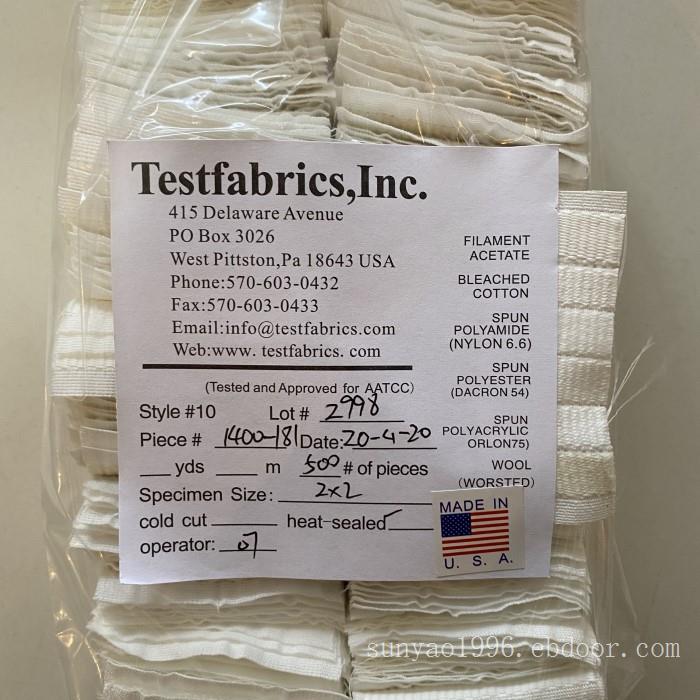 Testfabrics,Inc.
415 Delaware Avenue
PO Box 3026
West Pittston,Pa 18643 USA
Phone:570-603-0432
Fax:570-603-0433
Email:info@testfabrics.com
Web:www. testfabrics. com
FILAMENT
ACETATE
BLEACHED
COTTON
SPUN
POLYAMIDE
(NYLON 6.6)
SPUN
POLYESTER
(DACRON 54)
SPUN
POLYACRYLIC
ORLON75)
WOOL
(WORSTED)
(Tested and Approved for AATCC)
Style #10 Lot # 2998
Piece # 1400-181 Date:20-4-20
yds m 500 # of pieces
Specimen Size: 2x2
cold cut heat-sealed
operator: 07
MADE IN
U. S. A.
sunyao1996.ebdoor.com